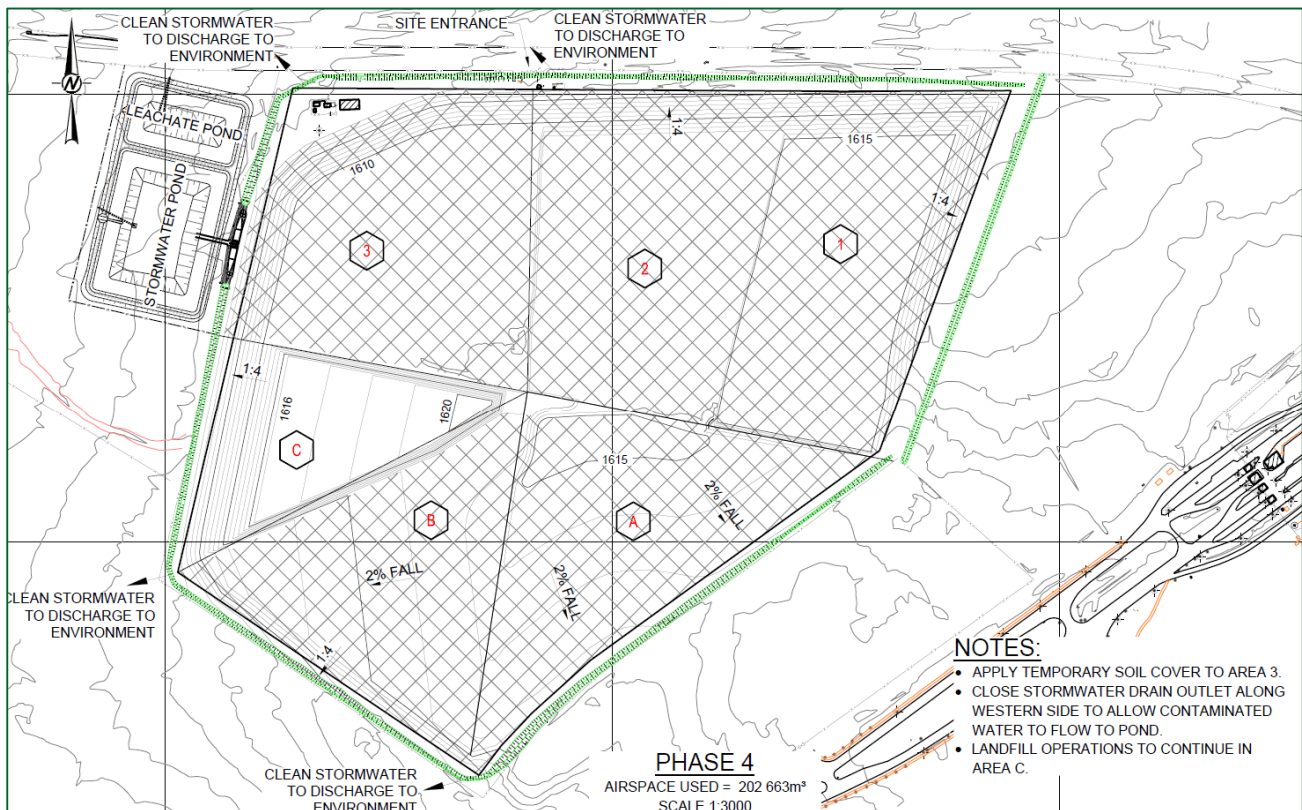 CLEAN STORMWATER
TO DISCHARGE TO
ENVIRONMENT
SITE ENTRANCE
CLEAN STORMWATER
TO DISCHARGE TO
ENVIRONMENT
N
LEACHATE POND
STORMWATER POND
1:4
1615
1610
1:4
3
2
1
1:4
1616
1620
C
1615
B
A
2% FALL
2% FALL
2% FALL
1:4
CLEAN STORMWATER
TO DISCHARGE TO
ENVIRONMENT
CLEAN STORMWATER
TO DISCHARGE TO
ENVIRONMENT
PHASE 4
AIRSPACE USED = 202 663m³
SCALE 1:3000
NOTES:
• APPLY TEMPORARY SOIL COVER TO AREA 3.
• CLOSE STORMWATER DRAIN OUTLET ALONG
WESTERN SIDE TO ALLOW CONTAMINATED
WATER TO FLOW TO POND.
• LANDFILL OPERATIONS TO CONTINUE IN
AREA C.